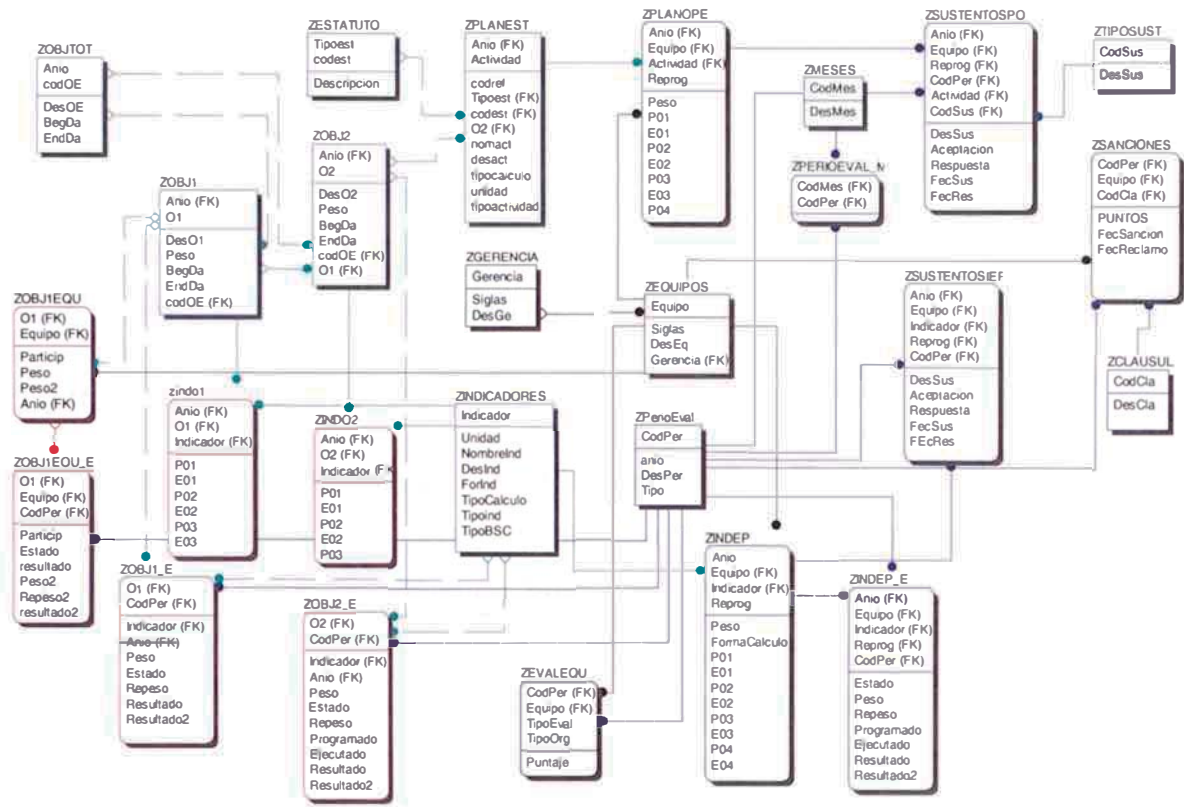 ZOBJTOT
Anio
codOE
DesOE
BegDa
EndDa
ZESTATUTO
Tipoest
codest
Descripcion
ZPLANEST
Anio (FK)
Actividad
codref
Tipoest (FK)
codest (FK)
O2 (FK)
nomact
desact
tipocalculo
unidad
tipoactividad
ZPLANOPE
Anio (FK)
Equipo (FK)
Actividad (FK)
Reprog
Peso
P01
E01
P02
E02
P03
E03
P04
ZSUSTENTOSPO
Anio (FK)
Equipo (FK)
Reprog (FK)
CodPer (FK)
Actividad (FK)
CodSus (FK)
DesSus
Aceptacion
Respuesta
FecSus
FecRes
ZTIPOSUST
CodSus
DesSus
ZMESES
CodMes
DesMes
ZPERIOEVAL_M
CodMes (FK)
CodPer (FK)
ZSANCIONES
CodPer (FK)
Equipo (FK)
CodCla (FK)
PUNTOS
FecSancion
FecReclamo
ZOBJ2
Anio (FK)
O2
DesO2
Peso
BegDa
EndDa
codOE (FK)
O1 (FK)
ZOBJ1
Anio (FK)
O1
DesO1
Peso
BegDa
EndDa
codOE (FK)
ZGERENCIA
Gerencia
Siglas
DesGe
ZEQUIPOS
Equipo
Siglas
DesEq
Gerencia (FK)
ZSUSTENTOSIEF
Anio (FK)
Equipo (FK)
Indicador (FK)
Reprog (FK)
CodPer (FK)
DesSus
Aceptacion
Respuesta
FecSus
FEcRes
ZCLAUSUL
CodCla
DesCla
ZOBJ1EQU
O1 (FK)
Equipo (FK)
Particip
Peso
Peso2
Anio (FK)
zindo1
Anio (FK)
O1 (FK)
Indicador (FK)
P01
E01
P02
E02
P03
E03
ZINDO2
Anio (FK)
O2 (FK)
Indicador (FK
P01
E01
P02
E02
P03
ZINDICADORES
Indicador
Unidad
NombreInd
DesInd
ForInd
TipoCalculo
TipoInd
TipoBSC
ZPerioEval
CodPer
anio
DesPer
Tipo
ZOBJ1EQU_E
O1 (FK)
Equipo (FK)
CodPer (FK)
Particip
Estado
resultado
Peso2
Repeso2
resultado2
ZOBJ1_E
O1 (FK)
CodPer (FK)
Indicador (FK)
Anio (FK)
Peso
Estado
Repeso
Resultado
Resultado2
ZOBJ2_E
O2 (FK)
CodPer (FK)
Indicador (FK)
Anio (FK)
Peso
Estado
Repeso
Programado
Ejecutado
Resultado
Resultado2
ZEVALEQU
CodPer (FK)
Equipo (FK)
TipoEval
TipoOrg
Puntaje
ZINDEP
Anio
Equipo (FK)
Indicador (FK)
Reprog
Peso
FormaCalculo
P01
E01
P02
E02
P03
E03
P04
E04
ZINDEP_E
Anio (FK)
Equipo (FK)
Indicador (FK)
Reprog (FK)
CodPer (FK)
Estado
Peso
Repeso
Programado
Ejecutado
Resultado
Resultado2